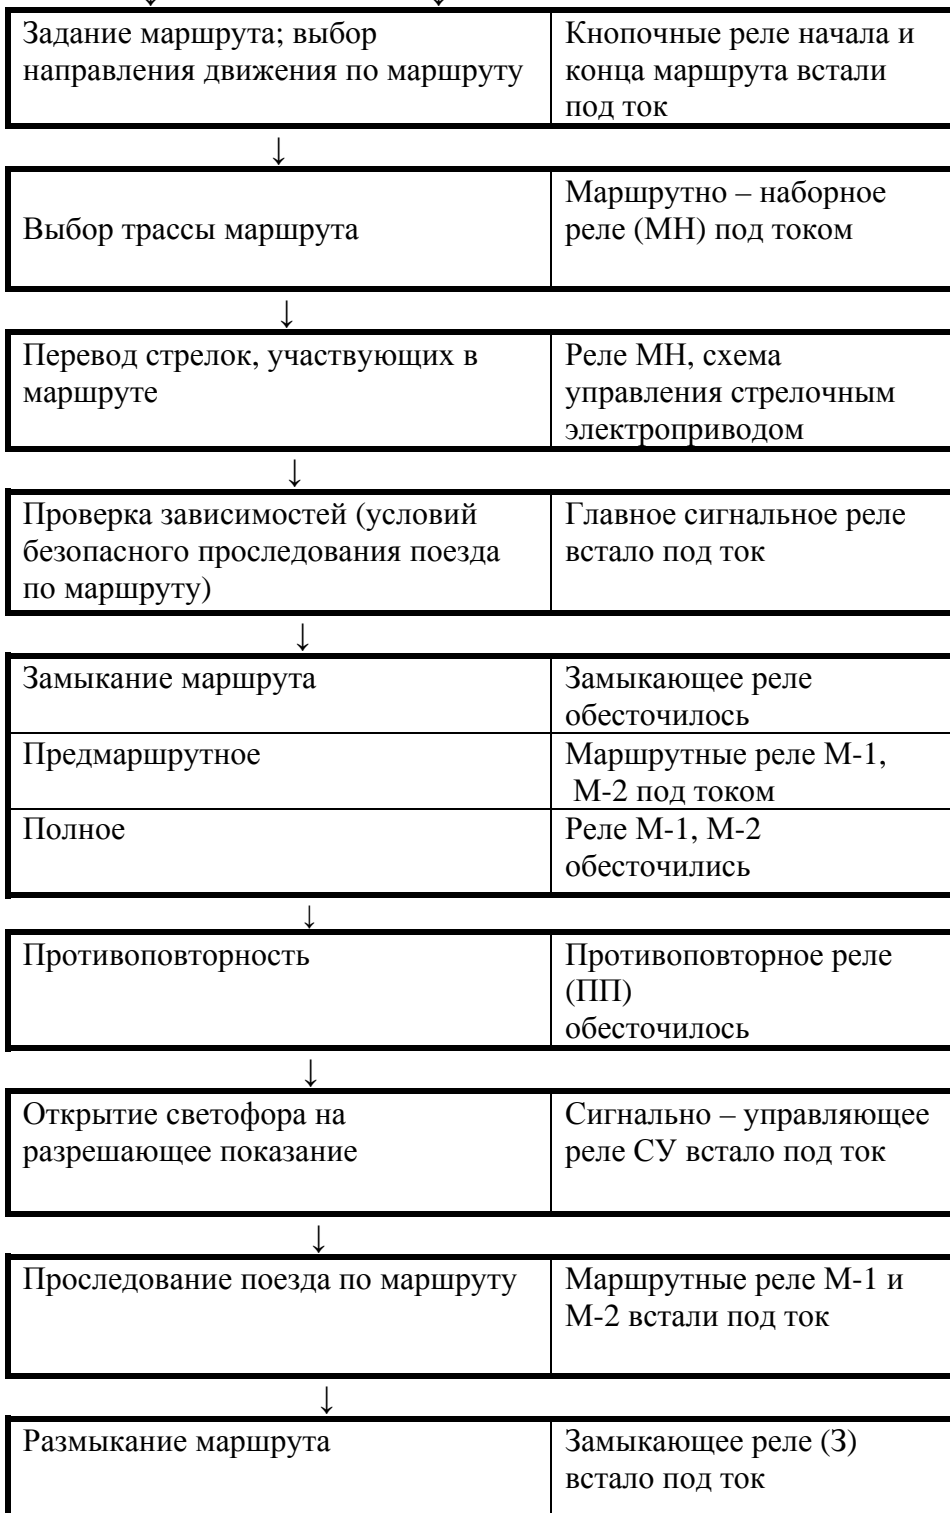 Задание маршрута; выбор
направления движения по маршруту
Кнопочные реле начала и
конца маршрута встали
под ток
↓
Выбор трассы маршрута
Маршрутно – наборное
реле (МН) под током
↓
Перевод стрелок, участвующих в
маршруте
Реле МН, схема
управления стрелочным
электроприводом
↓
Проверка зависимостей (условий
безопасного проследования поезда
по маршруту)
Главное сигнальное реле
встало под ток
↓
Замыкание маршрута
Замыкающее реле
обесточилось
Предмаршрутное
Маршрутные реле М-1,
М-2 под током
Полное
Реле М-1, М-2
обесточились
↓
Противоповторность
Противоповторное реле
(ПП)
обесточилось
↓
Открытие светофора на
разрешающее показание
Сигнально – управляющее
реле СУ встало под ток
↓
Проследование поезда по маршруту
Маршрутные реле М-1 и
М-2 встали под ток
↓
Размыкание маршрута
Замыкающее реле (З)
встало под ток